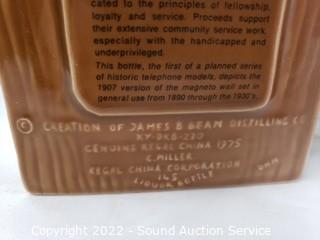 cated to the principles of fellowship,
loyalty and service. Proceeds support
their extensive community service work,
especially with the handicapped and
underprivileged.
This bottle, the first of a planned series
of historic telephone models, depicts the
1907 version of the magneto wall set in
general use from 1890 through the 1930's.
© CREATION OF JAMES B BEAM DISTILLING CO
KY-DRB-230
GENUINE REGAL CHINA 1975
C. MILLER
REGAL CHINA CORPORATION
LIQUOR BOTTLE
Copyright 2022 - Sound Auction Service